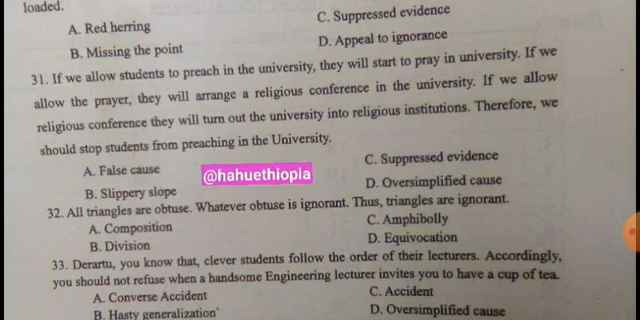 loaded.
A. Red herring
C. Suppressed evidence
B. Missing the point
D. Appeal to ignorance
31. If we allow students to preach in the university, they will start to pray in university. If we
allow the prayer, they will arrange a religious conference in the university. If we allow
religious conference they will turn out the university into religious institutions. Therefore, we
should stop students from preaching in the University.
A. False cause
C. Suppressed evidence
@hahuethiopia
B. Slippery slope
D. Oversimplified cause
32. All triangles are obtuse. Whatever obtuse is ignorant. Thus, triangles are ignorant.
A. Composition
C. Amphibolly
B. Division
D. Equivocation
33. Derartu, you know that, clever students follow the order of their lecturers. Accordingly,
you should not refuse when a handsome Engineering lecturer invites you to have a cup of tea.
A. Converse Accident
C. Accident
B. Hasty generalization
D. Oversimplified cause